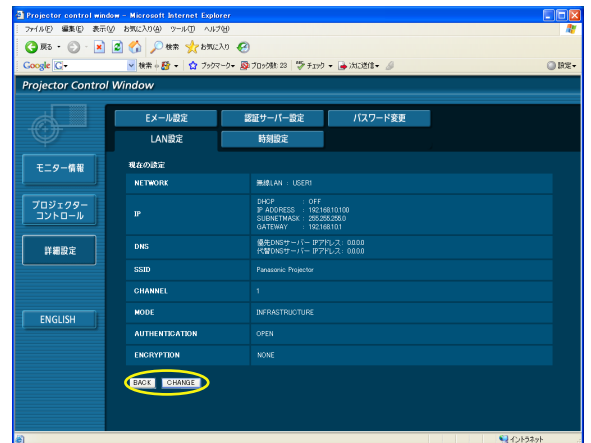 Projector control window - Microsoft Internet Explorer
ファイル(F) 編集(E) 表示(V) お気に入り(A) ツール(T) ヘルプ(H)
戻る 検索 お気に入り
Google G 検索 ブックマーク ブロック数: 23 チェック 次に送信 設定
Projector Control Window
Eメール設定 認証サーバー設定 パスワード変更
LAN設定 時刻設定
モニター情報
プロジェクター
コントロール
詳細設定
ENGLISH
現在の設定
NETWORK 無線LAN : USER1
IP
DHCP : OFF
IP ADDRESS : 192.168.10.100
SUBNETMASK : 255.255.255.0
GATEWAY : 192.168.10.1
DNS
優先DNSサーバー IPアドレス: 0.0.0.0
代替DNSサーバー IPアドレス: 0.0.0.0
SSID Panasonic Projector
CHANNEL 1
MODE INFRASTRUCTURE
AUTHENTICATION OPEN
ENCRYPTION NONE
BACK CHANGE
イントラネット